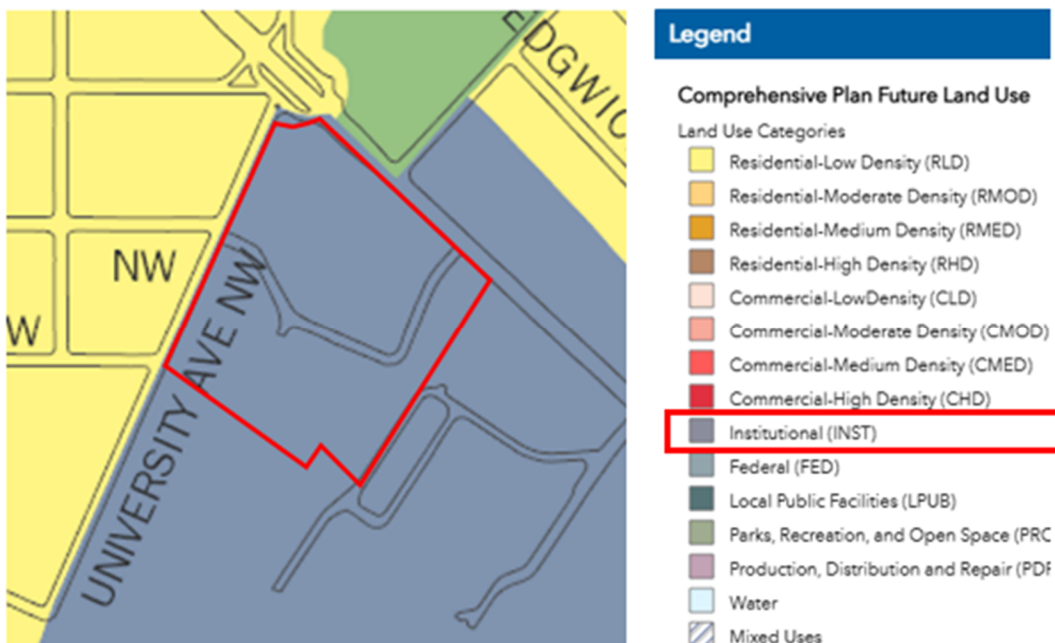 EDGWIC
NW
W
UNIVERSITY AVE NW
Legend
Comprehensive Plan Future Land Use
Land Use Categories
Residential-Low Density (RLD)
Residential-Moderate Density (RMOD)
Residential-Medium Density (RMED)
Residential-High Density (RHD)
Commercial-LowDensity (CLD)
Commercial-Moderate Density (CMOD)
Commercial-Medium Density (CMED)
Commercial-High Density (CHD)
Institutional (INST)
Federal (FED)
Local Public Facilities (LPUB)
Parks, Recreation, and Open Space (PRC
Production, Distribution and Repair (PDR
Water
Mixed Uses